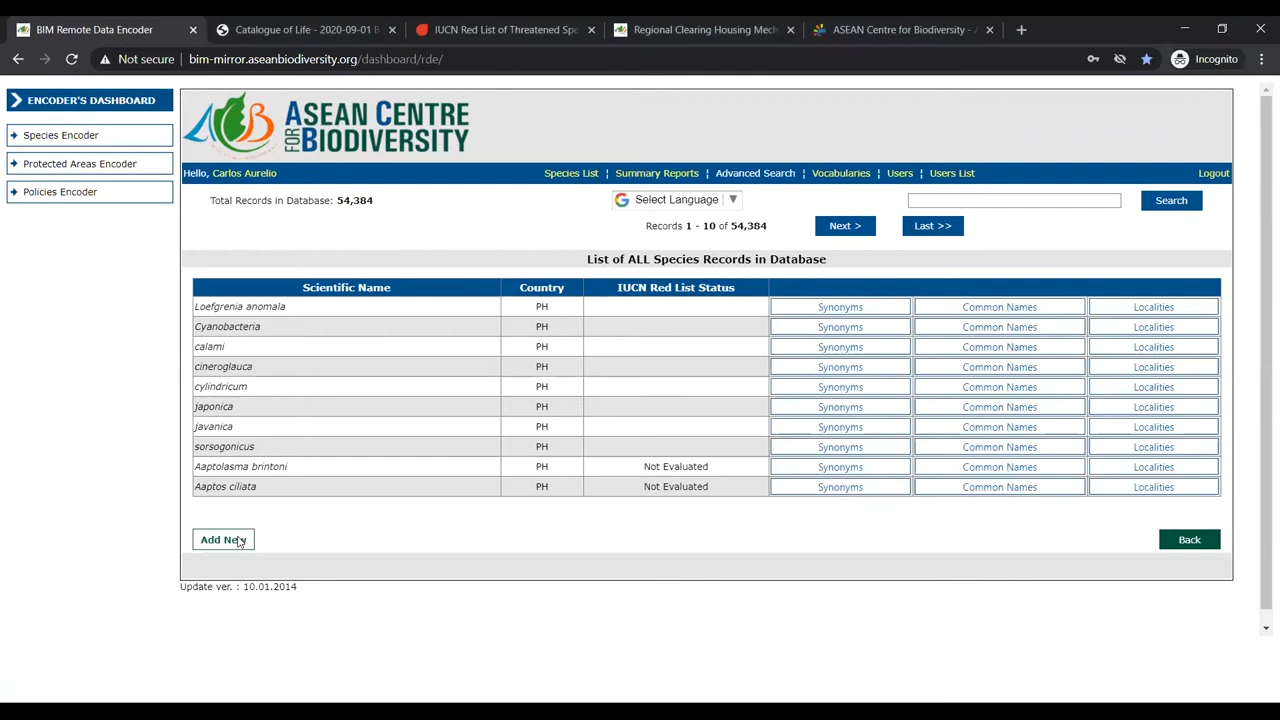 BIM Remote Data Encoder
Catalogue of Life - 2020-09-01 B
IUCN Red List of Threatened Spe
Regional Clearing Housing Mech
ASEAN Centre for Biodiversity - A
Not secure
bim-mirror.aseanbiodiversity.org/dashboard/rde/
Incognito
ENCODER'S DASHBOARD
Species Encoder
Protected Areas Encoder
Policies Encoder
ACB
ASEAN CENTRE
FOR BIODIVERSITY
Hello, Carlos Aurelio
Species List ¦ Summary Reports ¦ Advanced Search ¦ Vocabularies ¦ Users ¦ Users List
Logout
Total Records in Database: 54,384
Select Language
Search
Records 1 - 10 of 54,384
Next >
Last >>
List of ALL Species Records in Database
Scientific Name Country IUCN Red List Status
Loefgrenia anomala PH Synonyms Common Names Localities
Cyanobacteria PH Synonyms Common Names Localities
calami PH Synonyms Common Names Localities
cineroglauca PH Synonyms Common Names Localities
cylindricum PH Synonyms Common Names Localities
japonica PH Synonyms Common Names Localities
javanica PH Synonyms Common Names Localities
sorsogonicus PH Synonyms Common Names Localities
Aaptolasma brintoni PH Not Evaluated Synonyms Common Names Localities
Aaptos ciliata PH Not Evaluated Synonyms Common Names Localities
Add New
Back
Update ver. : 10.01.2014